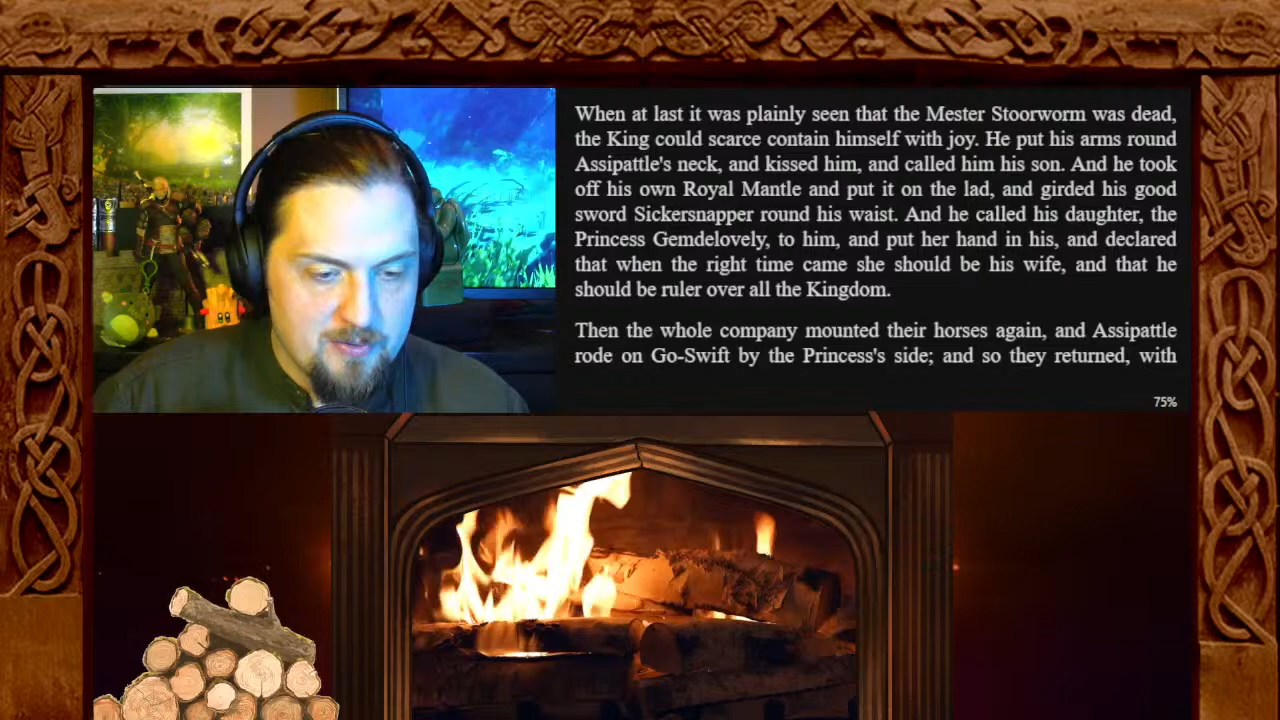 When at last it was plainly seen that the Mester Stoorworm was dead,
the King could scarce contain himself with joy. He put his arms round
Assipattle's neck, and kissed him, and called him his son. And he took
off his own Royal Mantle and put it on the lad, and girded his good
sword Sickersnapper round his waist. And he called his daughter, the
Princess Gemdelovely, to him, and put her hand in his, and declared
that when the right time came she should be his wife, and that he
should be ruler over all the Kingdom.
Then the whole company mounted their horses again, and Assipattle
rode on Go-Swift by the Princess's side; and so they returned, with
75%